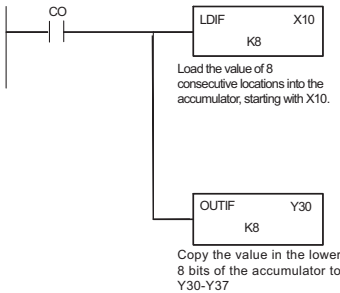 CO
LDIF X10
K8
Load the value of 8
consecutive locations into the
accumulator, starting with X10.
OUTIF Y30
K8
Copy the value in the lower
8 bits of the accumulator to
Y30-Y37